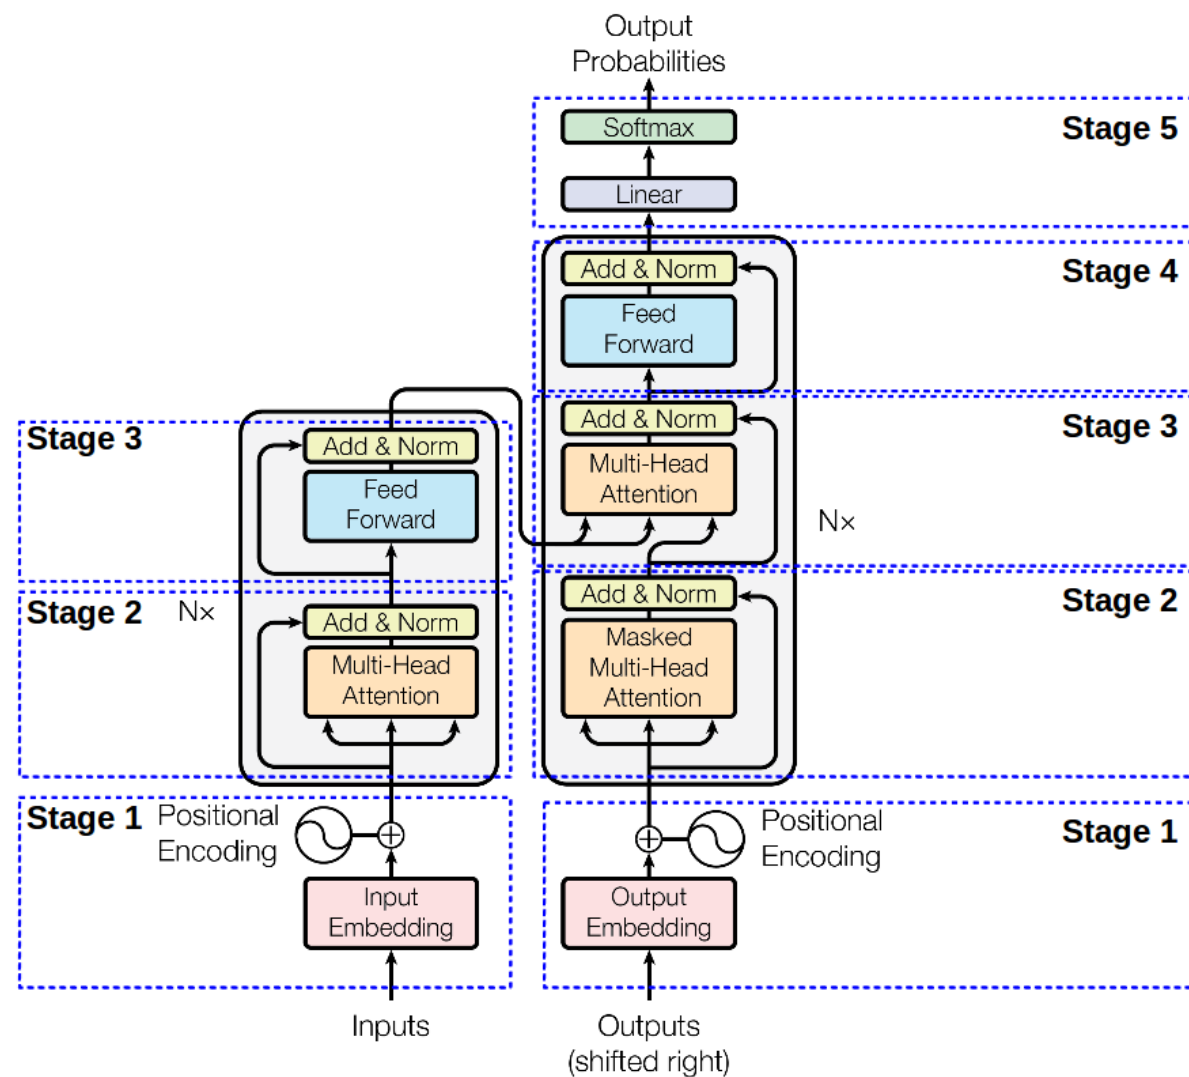 Output
Probabilities
Softmax
Stage 5
Linear
Add & Norm
Stage 4
Feed
Forward
Add & Norm
Stage 3
Multi-Head
Attention
Nx
Add & Norm
Stage 2
Masked
Multi-Head
Attention
Stage 3
Add & Norm
Feed
Forward
Stage 2
Nx
Add & Norm
Multi-Head
Attention
Stage 1
Positional
Encoding
Input
Embedding
Inputs
Positional
Encoding
Stage 1
Output
Embedding
Outputs
(shifted right)